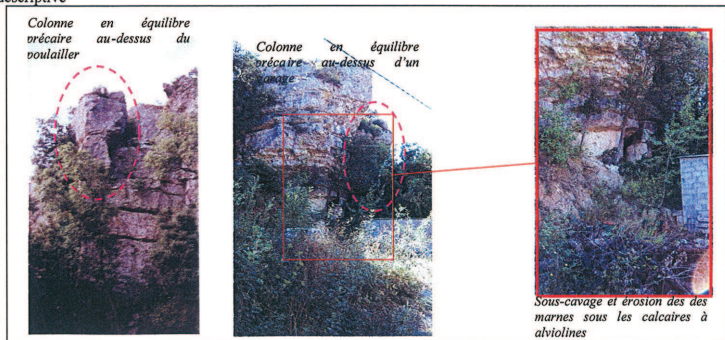 descriptive
Colonne en équilibre
précaire au-dessus du
poulailler
Colonne en équilibre
précaire au-dessus d'un
garage
Sous-cavage et érosion des des
marnes sous les calcaires à
alviolines